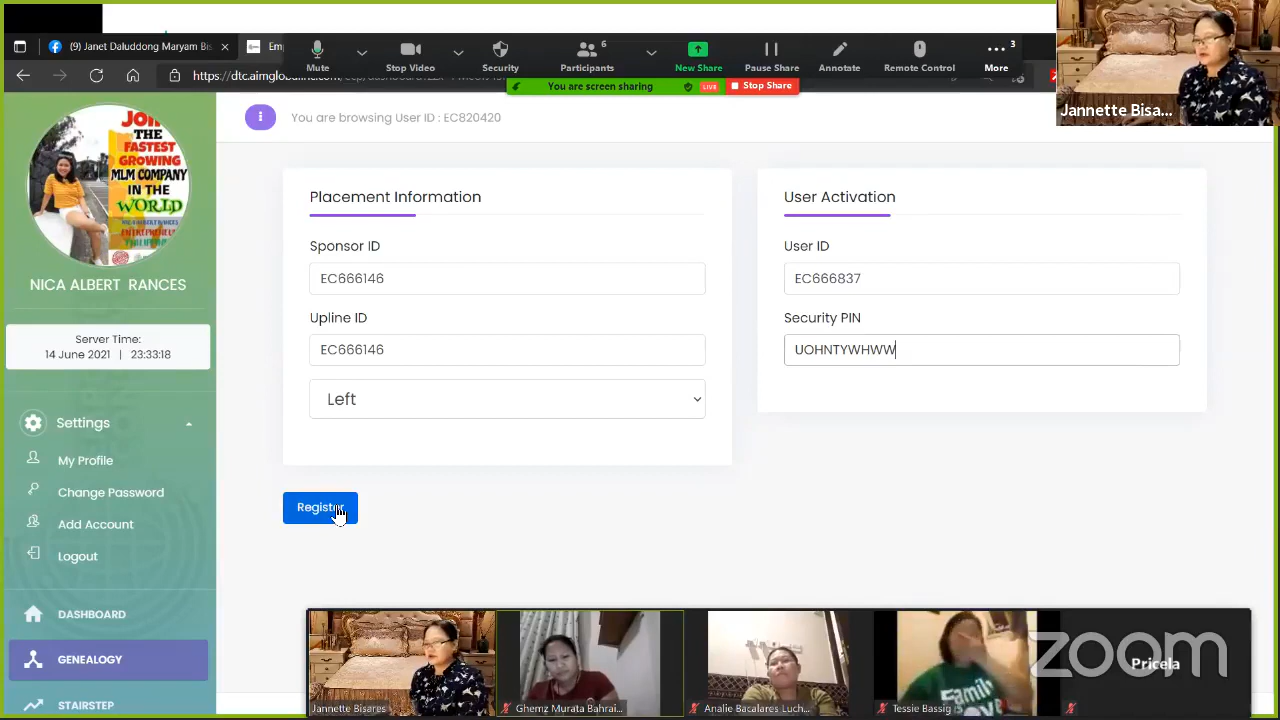 (9) Janet Daluddong Maryam Bis
Em
Mute
Stop Video
Security
Participants
6
New Share
Pause Share
Annotate
Remote Control
More
3
https://dtc.aimglobalinc.com
You are screen sharing
LIVE
Stop Share
Jannette Bisa...
You are browsing User ID : EC820420
JOIN
THE
FASTEST
GROWING
MLM COMPANY
IN THE
WORLD
NICA ALBERT RANCES
Server Time:
14 June 2021 | 23:33:18
Settings
My Profile
Change Password
Add Account
Logout
DASHBOARD
GENEALOGY
STAIRSTEP
Placement Information
Sponsor ID
EC666146
Upline ID
EC666146
Left
Register
User Activation
User ID
EC666837
Security PIN
UOHNTYWHWW
Jannette Bisares
Ghemz Murata Bahrai...
Analie Bacalares Luch...
Family
Tessie Bassig
Pricela
zoom